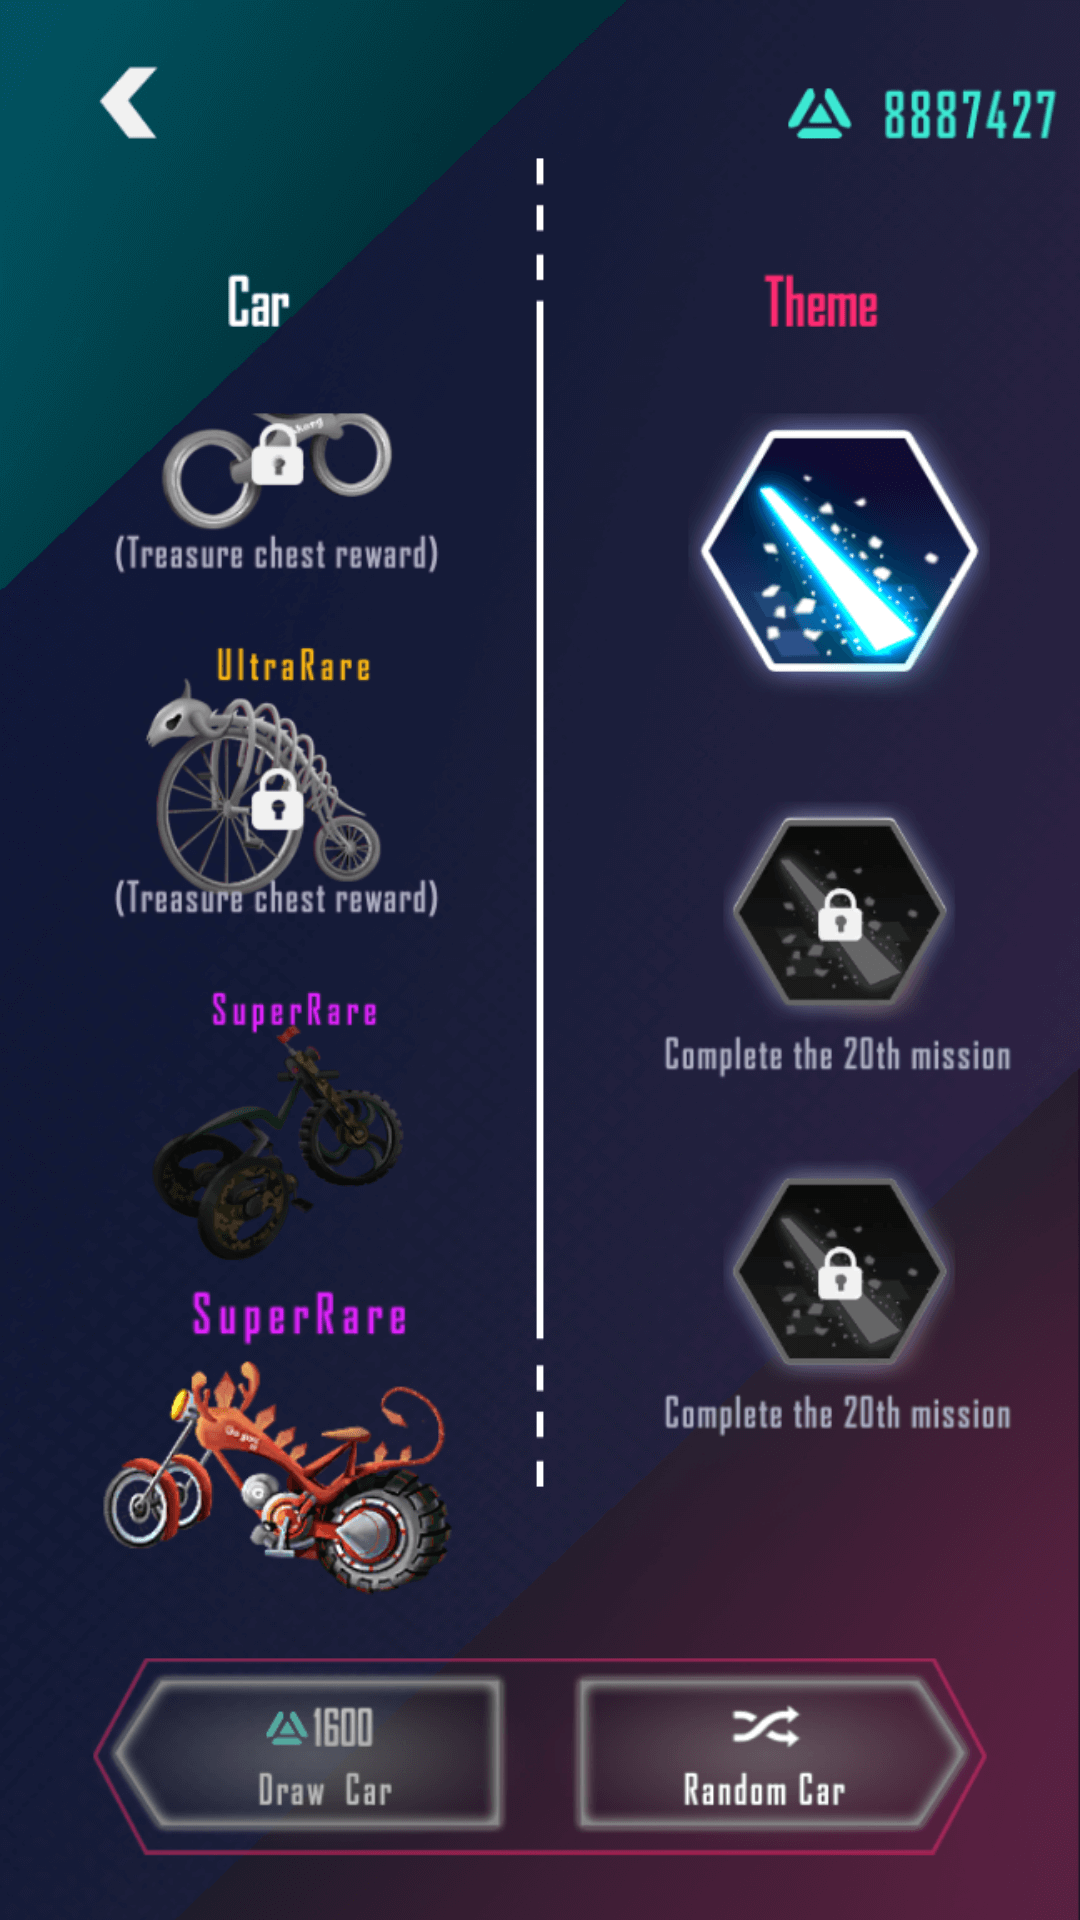 8887427
Car
Theme
(Treasure chest reward)
UltraRare
(Treasure chest reward)
SuperRare
Complete the 20th mission
SuperRare
Complete the 20th mission
1600
Draw Car
Random Car